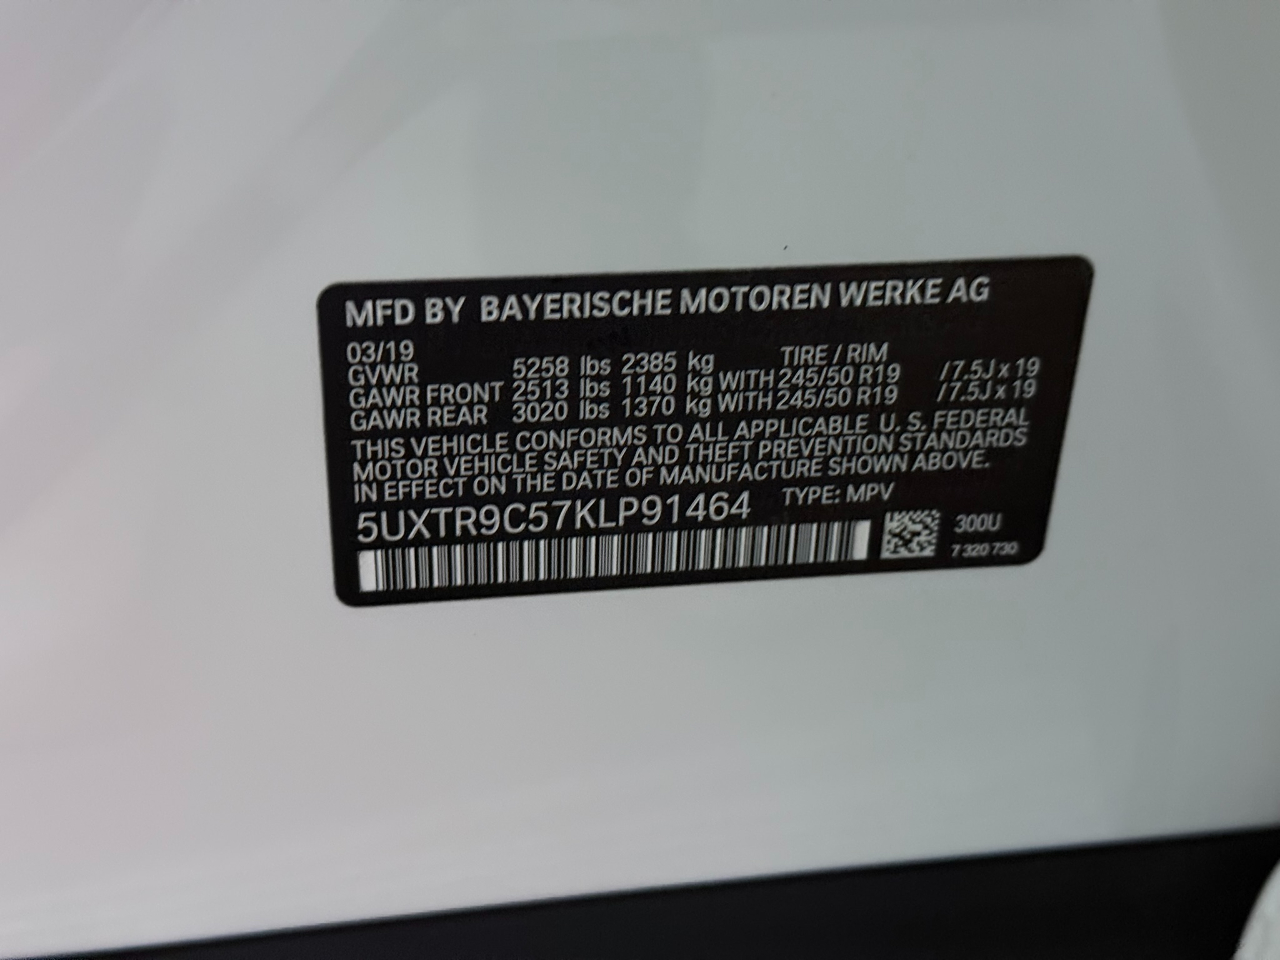 MFD BY BAYERISCHE MOTOREN WERKE AG
03/19 TIRE / RIM
GVWR 5258 lbs 2385 kg
GAWR FRONT 2513 lbs 1140 kg WITH 245/50 R19 /7.5J x 19
GAWR REAR 3020 lbs 1370 kg WITH 245/50 R19 /7.5J x 19
THIS VEHICLE CONFORMS TO ALL APPLICABLE U. S. FEDERAL
MOTOR VEHICLE SAFETY AND THEFT PREVENTION STANDARDS
IN EFFECT ON THE DATE OF MANUFACTURE SHOWN ABOVE.
5UXTR9C57KLP91464 TYPE: MPV
300U
7 320 730